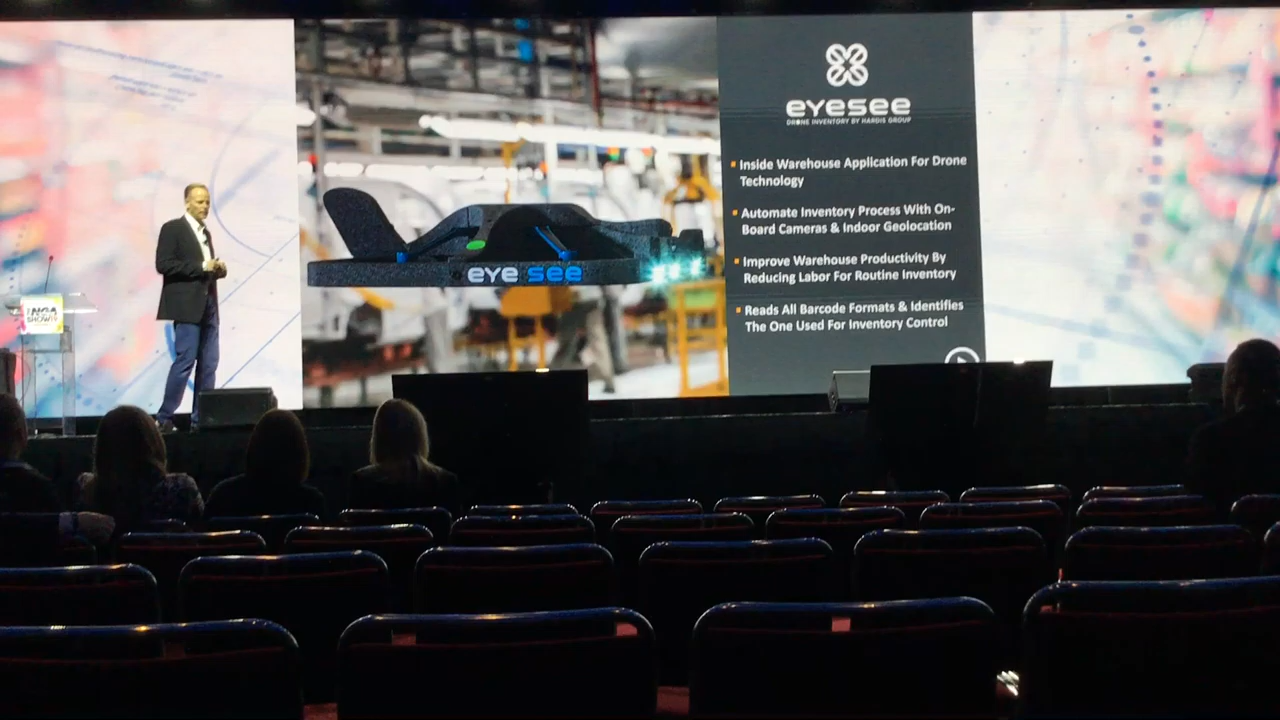 NGA
SHOW
eye see
eyesee
DRONE INVENTORY BY HARDIS GROUP
Inside Warehouse Application For Drone
Technology
Automate Inventory Process With On-
Board Cameras & Indoor Geolocation
Improve Warehouse Productivity By
Reducing Labor For Routine Inventory
Reads All Barcode Formats & Identifies
The One Used For Inventory Control